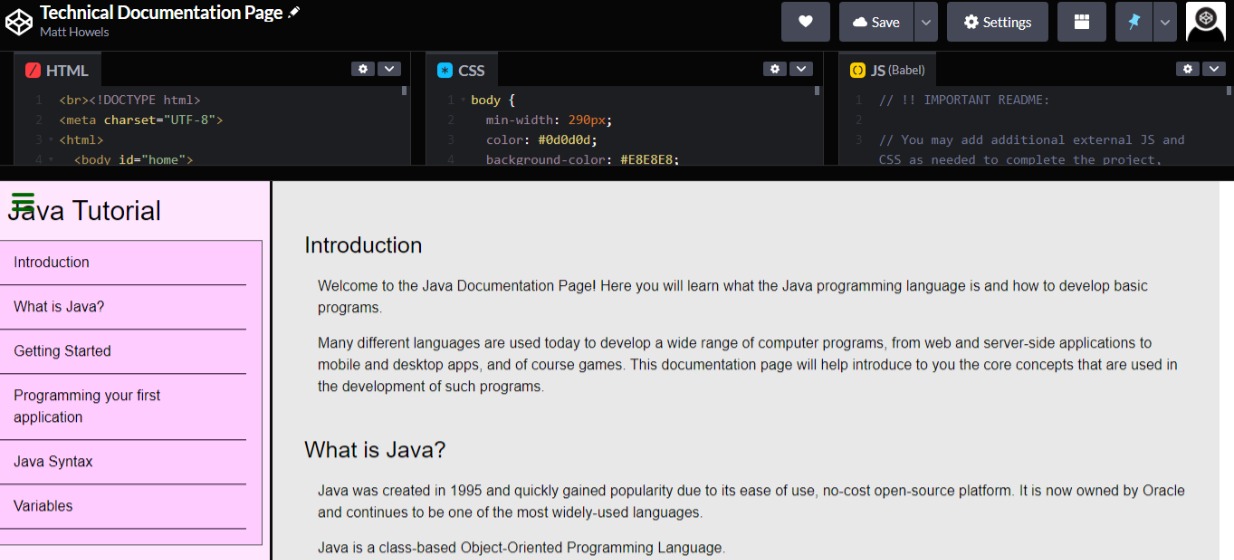 Technical Documentation Page
Matt Howels
Save
Settings
HTML
CSS
JS (Babel)
1 <br><!DOCTYPE html>
2 <meta charset="UTF-8">
3 <html>
4 <body id="home">
1 body {
2 min-width: 290px;
3 color: #0d0d0d;
4 background-color: #E8E8E8;
1 // !! IMPORTANT README:
2
3 // You may add additional external JS and
CSS as needed to complete the project,
Java Tutorial
Introduction
What is Java?
Getting Started
Programming your first
application
Java Syntax
Variables
Introduction
Welcome to the Java Documentation Page! Here you will learn what the Java programming language is and how to develop basic
programs.
Many different languages are used today to develop a wide range of computer programs, from web and server-side applications to
mobile and desktop apps, and of course games. This documentation page will help introduce to you the core concepts that are used in
the development of such programs.
What is Java?
Java was created in 1995 and quickly gained popularity due to its ease of use, no-cost open-source platform. It is now owned by Oracle
and continues to be one of the most widely-used languages.
Java is a class-based Object-Oriented Programming Language.